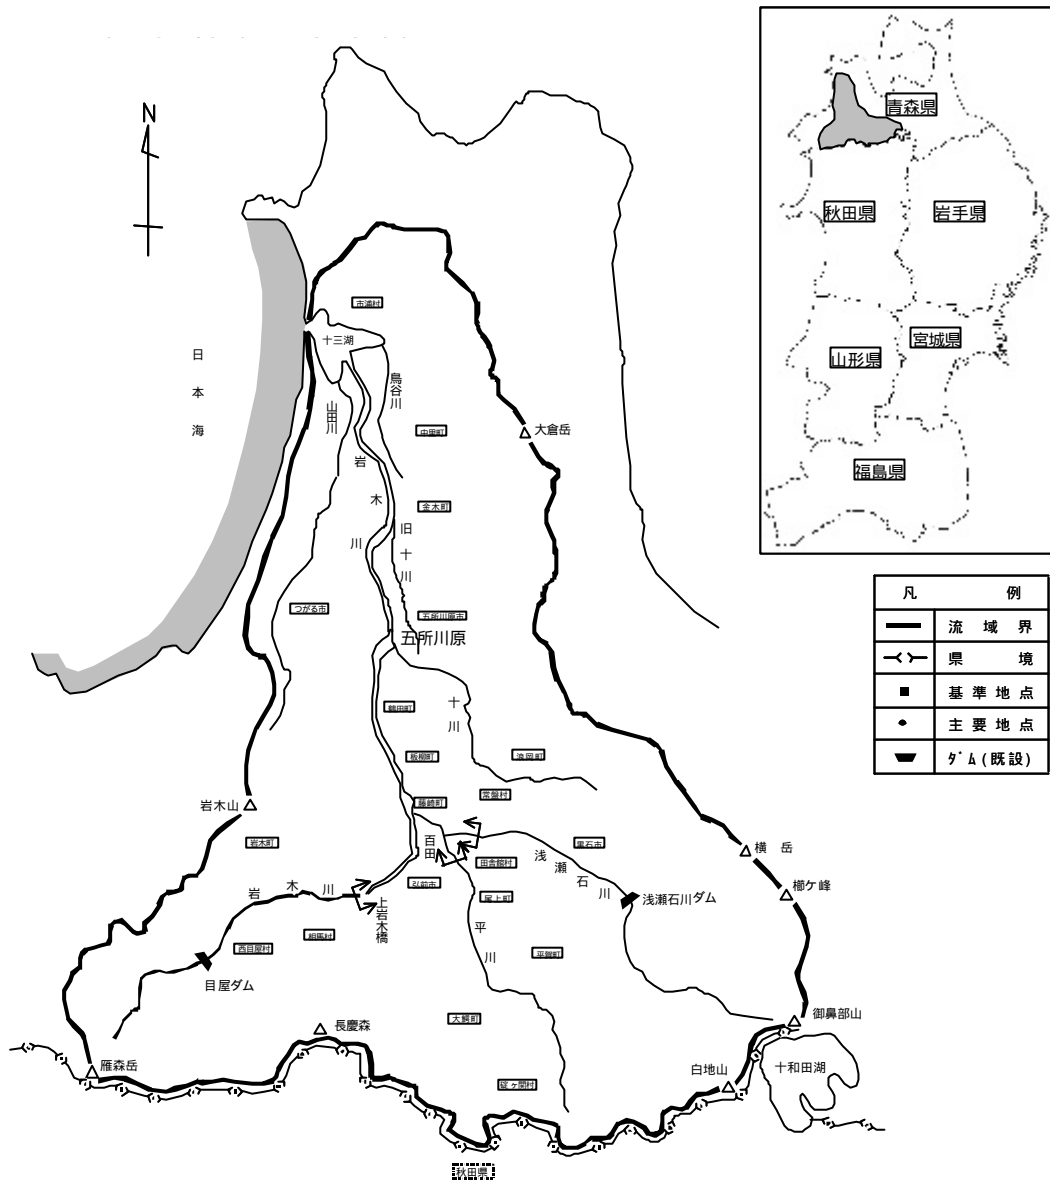 N
青森県
秋田県
岩手県
宮城県
山形県
福島県
市浦村
十三湖
日本海
鳥谷川
山田川
中里町
大倉岳
岩木川
金木町
旧十川
つがる市
五所川原市
五所川原
凡 例
流域界
県境
基準地点
主要地点
ダム(既設)
鶴田町
十川
板柳町
浪岡町
岩木山
藤崎町
常盤村
岩木町
百田
黒石市
横岳
田舎館村
浅瀬石川
弘前市
櫛ケ峰
岩木川
上岩木橋
尾上町
浅瀬石川ダム
相馬村
西目屋村
平川
平賀町
目屋ダム
大鰐町
御鼻部山
長慶森
雁森岳
白地山
十和田湖
碇ヶ関村
秋田県